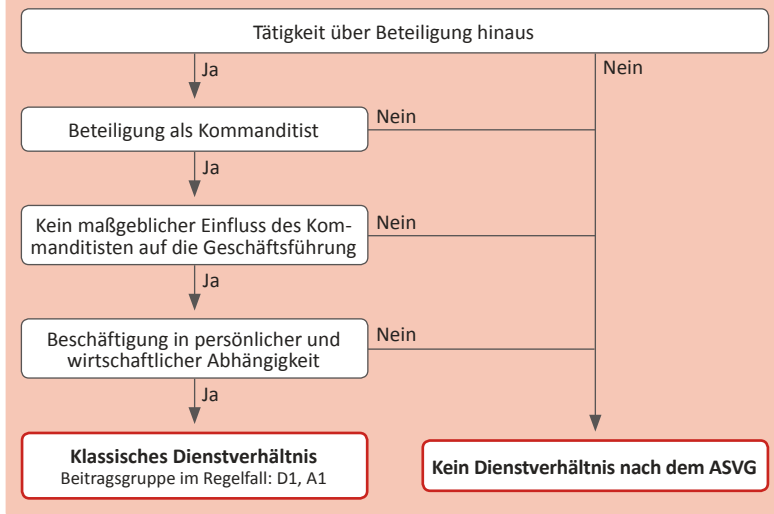 Tätigkeit über Beteiligung hinaus
Ja
Nein
Beteiligung als Kommanditist
Nein
Ja
Kein maßgeblicher Einfluss des Kom-
manditisten auf die Geschäftsführung
Nein
Ja
Beschäftigung in persönlicher und
wirtschaftlicher Abhängigkeit
Nein
Ja
Klassisches Dienstverhältnis
Beitragsgruppe im Regelfall: D1, A1
Kein Dienstverhältnis nach dem ASVG